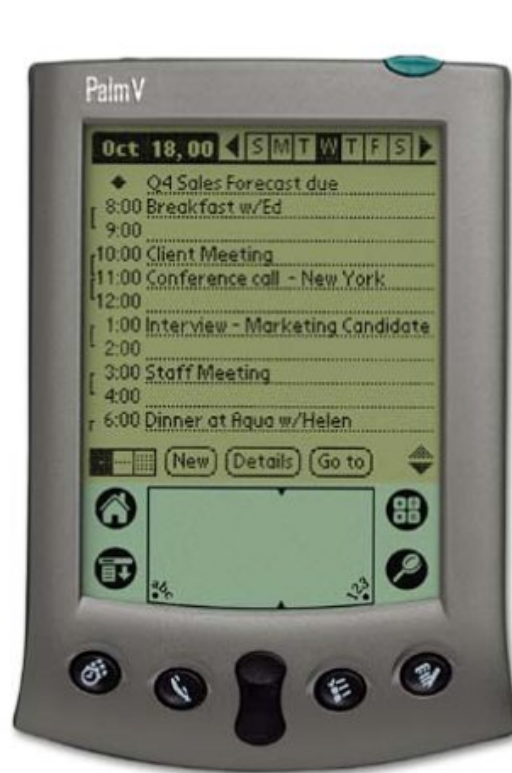 PalmV
Oct 18, 00 S M T W T F S
Q4 Sales Forecast due
8:00 Breakfast w/Ed
9:00
10:00 Client Meeting
11:00 Conference call - New York
12:00
1:00 Interview - Marketing Candidate
2:00
3:00 Staff Meeting
4:00
6:00 Dinner at Aqua w/Helen
New Details Go to
abc 123